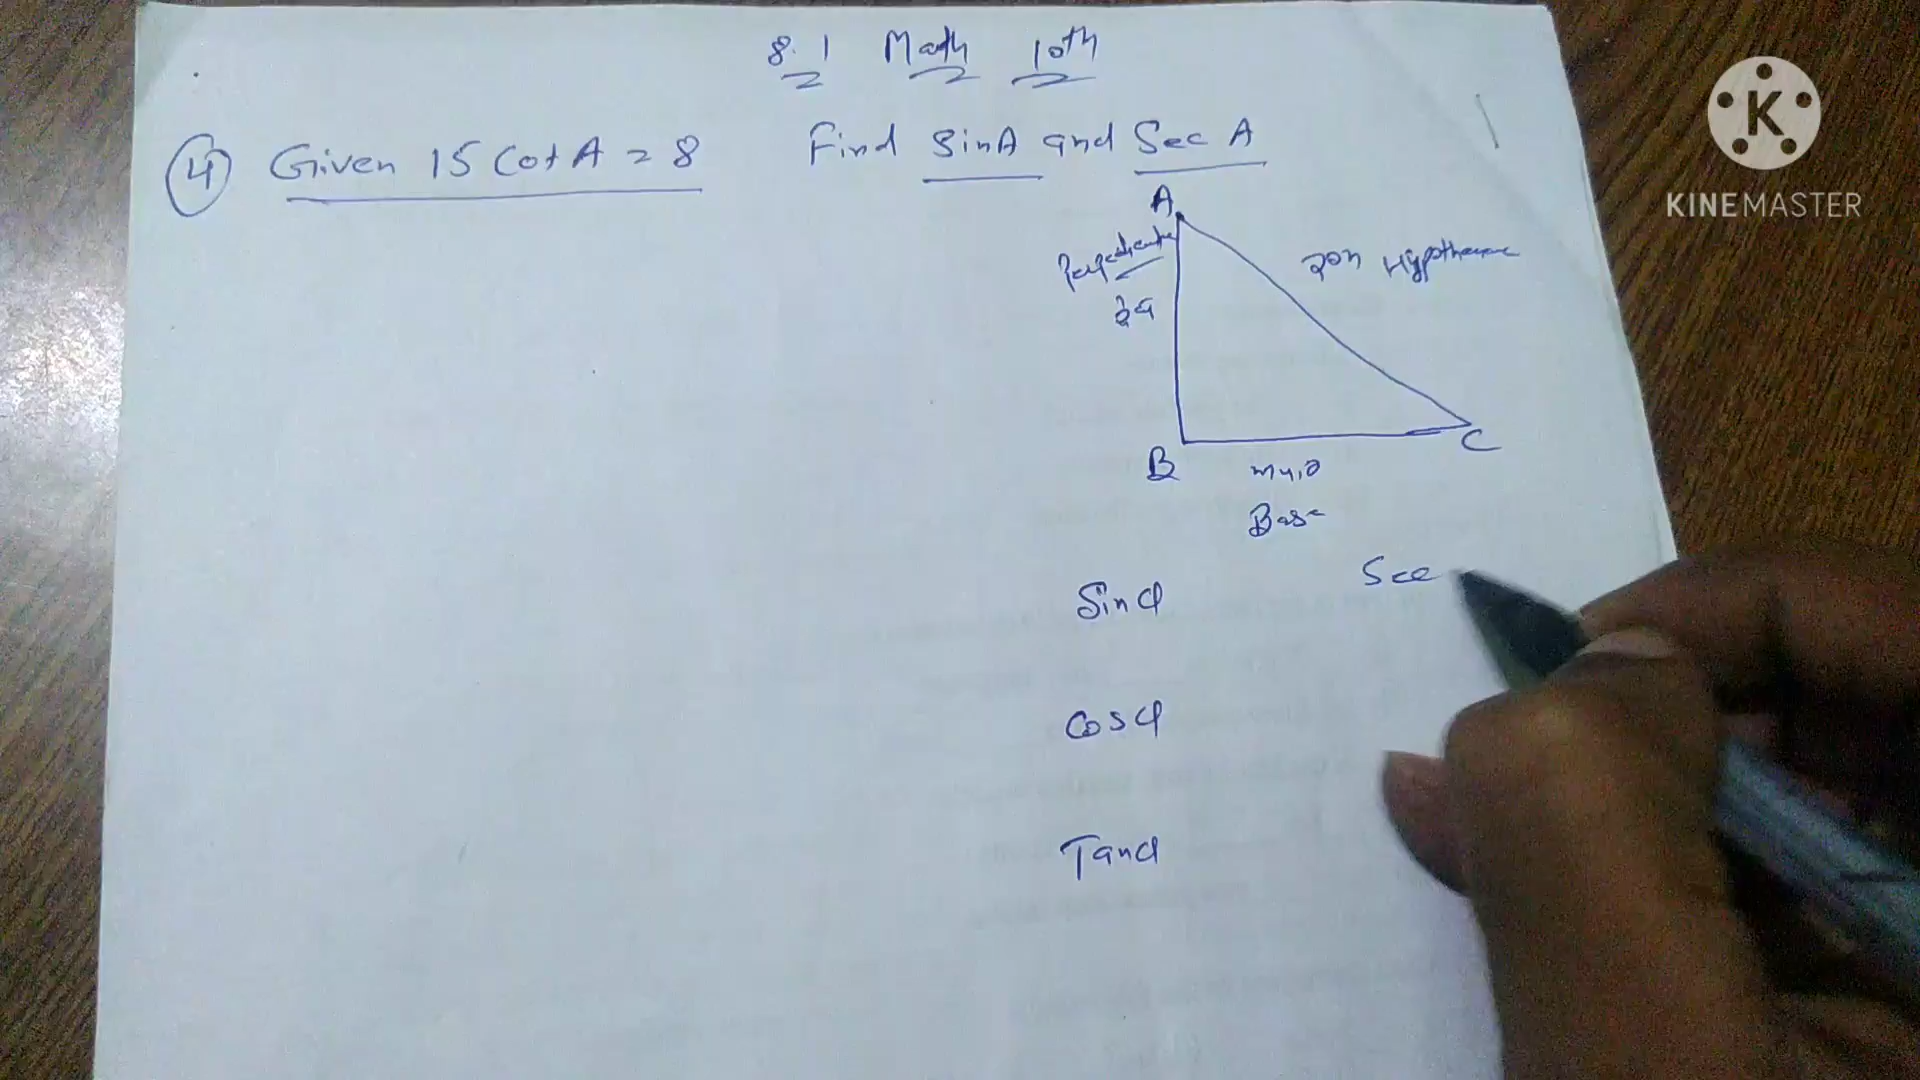 8.1 Math 10th
④ Given 15 Cot A = 8 Find SinA and Sec A
A
Hypotenuse
B
C
Base
Sin
Sec
Cos
Tan
K
KINEMASTER